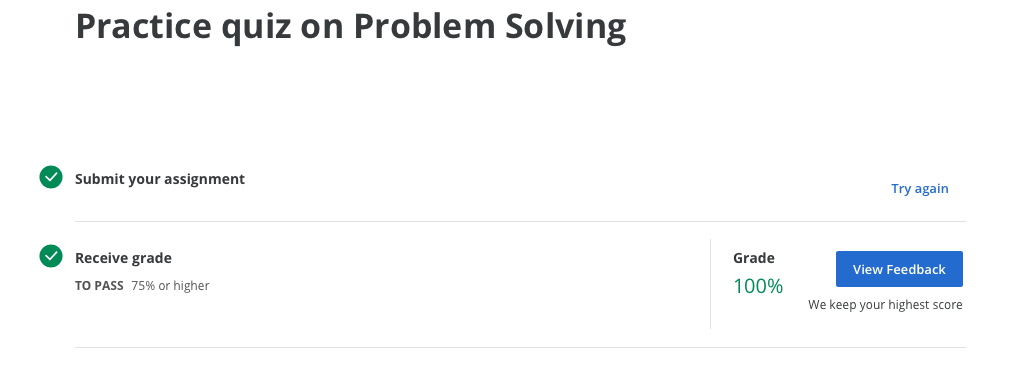 Practice quiz on Problem Solving
Submit your assignment
Try again
Receive grade
TO PASS 75% or higher
Grade
100%
View Feedback
We keep your highest score